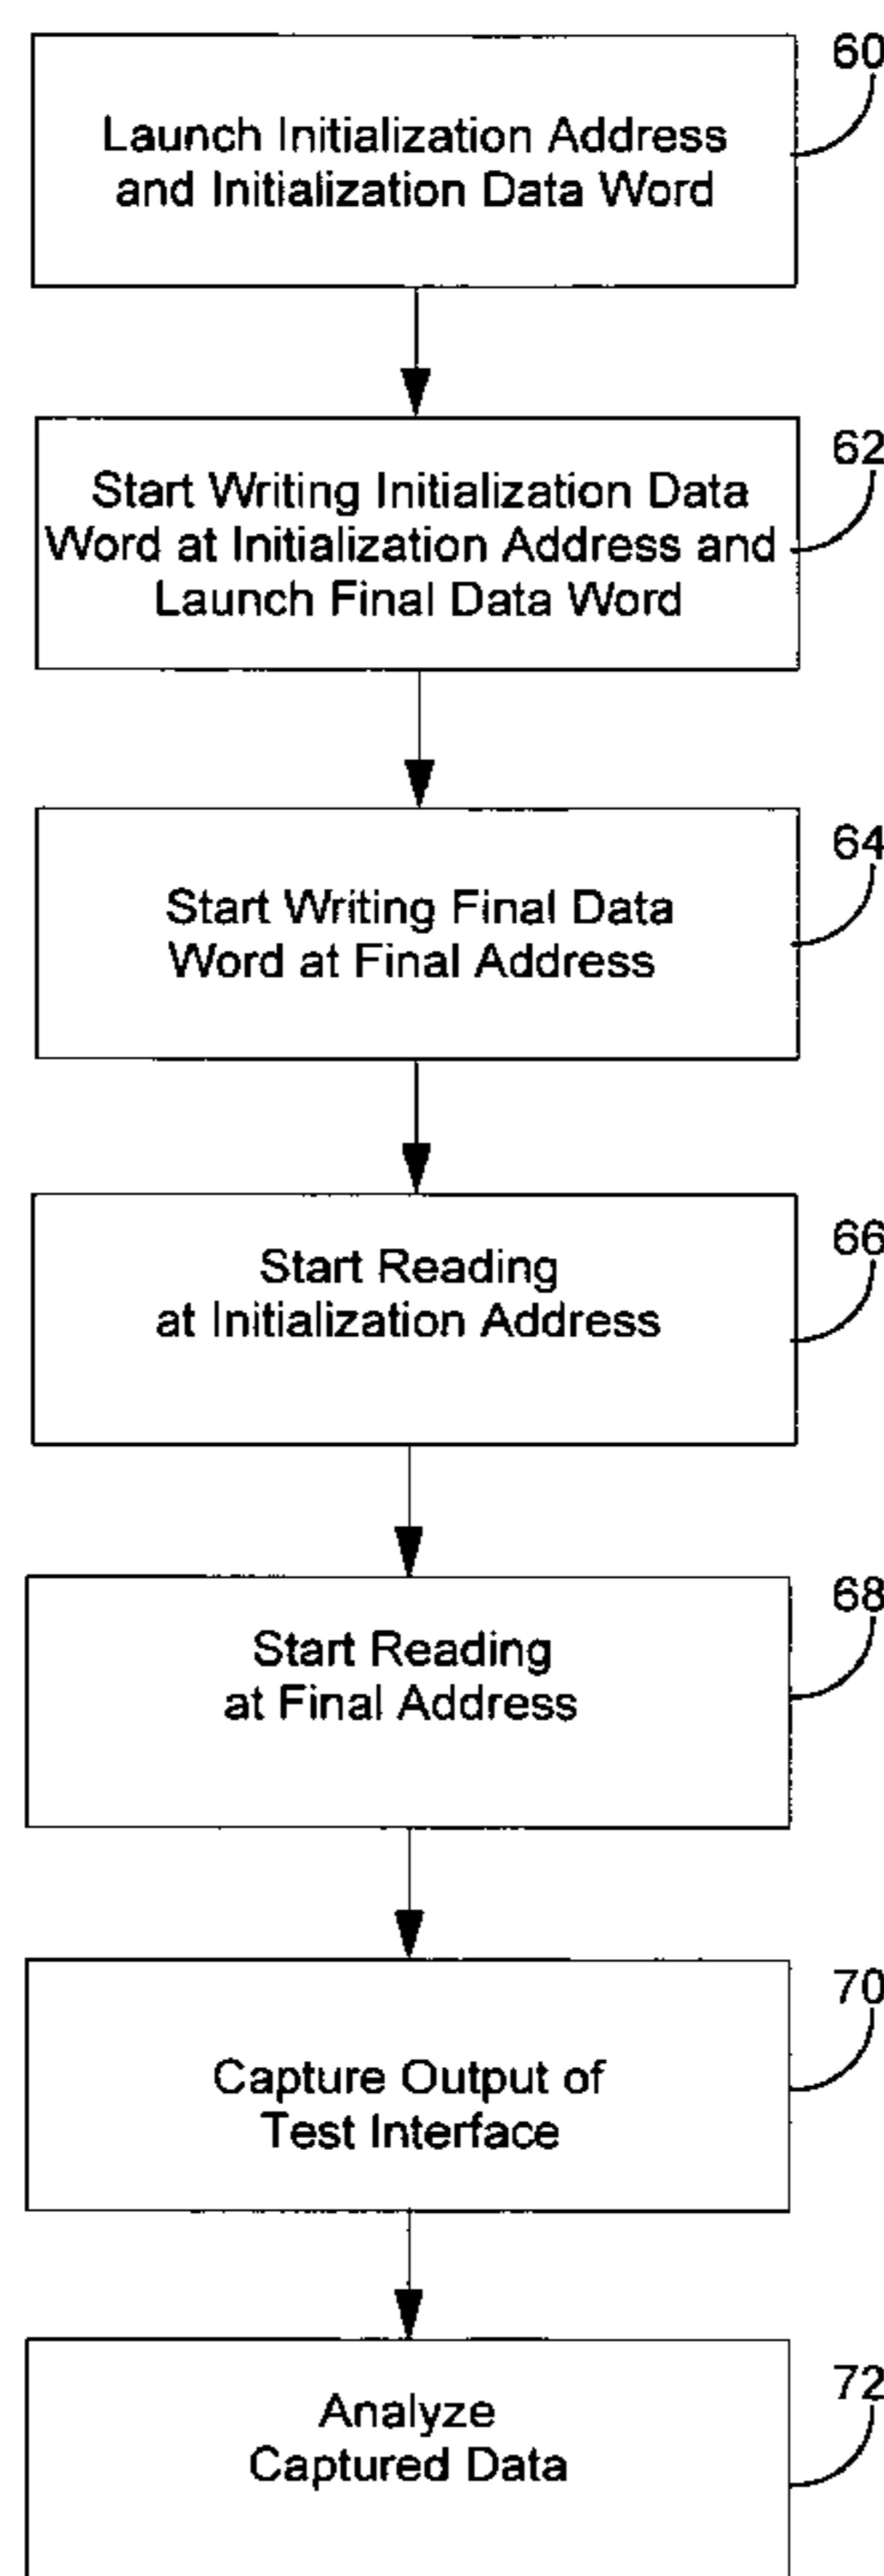 60
Launch Initialization Address
and Initialization Data Word
62
Start Writing Initialization Data
Word at Initialization Address and
Launch Final Data Word
64
Start Writing Final Data
Word at Final Address
66
Start Reading
at Initialization Address
68
Start Reading
at Final Address
70
Capture Output of
Test Interface
72
Analyze
Captured Data